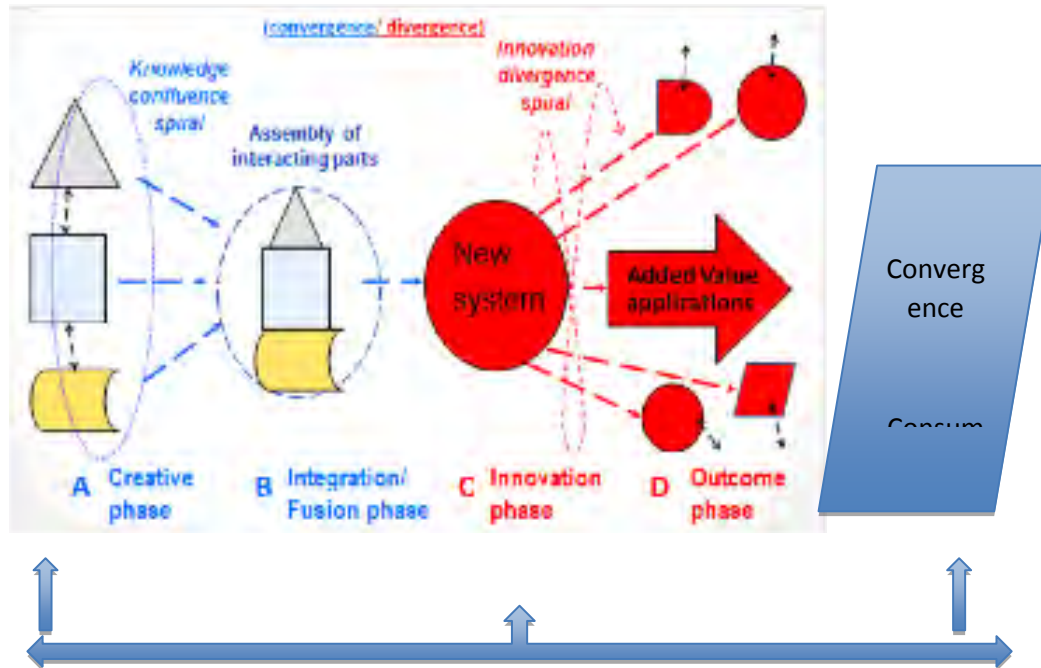 (convergence/ divergence)
Knowledge
confluence
spiral
Assembly of
interacting parts
Innovation
divergence
spiral
New
system
Added Value
applications
Converg
ence
Consum
A Creative
phase
B Integration/
Fusion phase
C Innovation
phase
D Outcome
phase